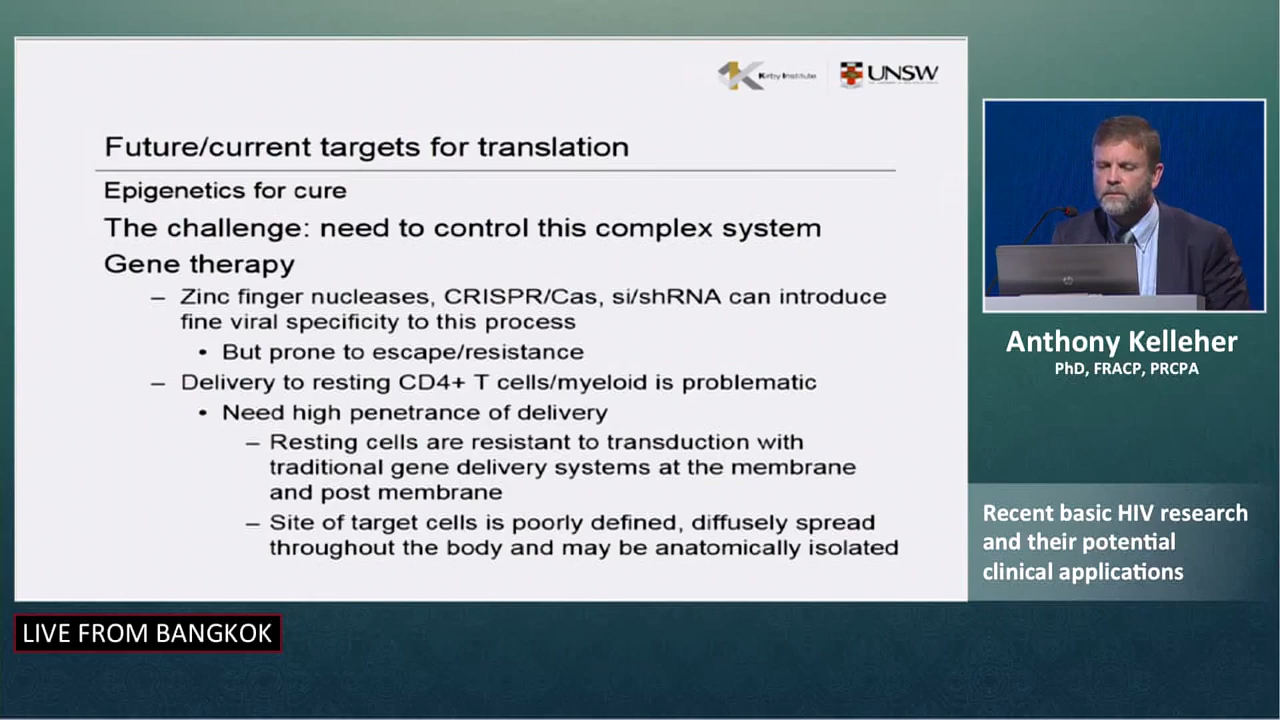 Kirby Institute
UNSW
Future/current targets for translation
Epigenetics for cure
The challenge: need to control this complex system
Gene therapy
– Zinc finger nucleases, CRISPR/Cas, si/shRNA can introduce
fine viral specificity to this process
• But prone to escape/resistance
– Delivery to resting CD4+ T cells/myeloid is problematic
• Need high penetrance of delivery
– Resting cells are resistant to transduction with
traditional gene delivery systems at the membrane
and post membrane
– Site of target cells is poorly defined, diffusely spread
throughout the body and may be anatomically isolated
Anthony Kelleher
PhD, FRACP, PRCPA
Recent basic HIV research
and their potential
clinical applications
LIVE FROM BANGKOK